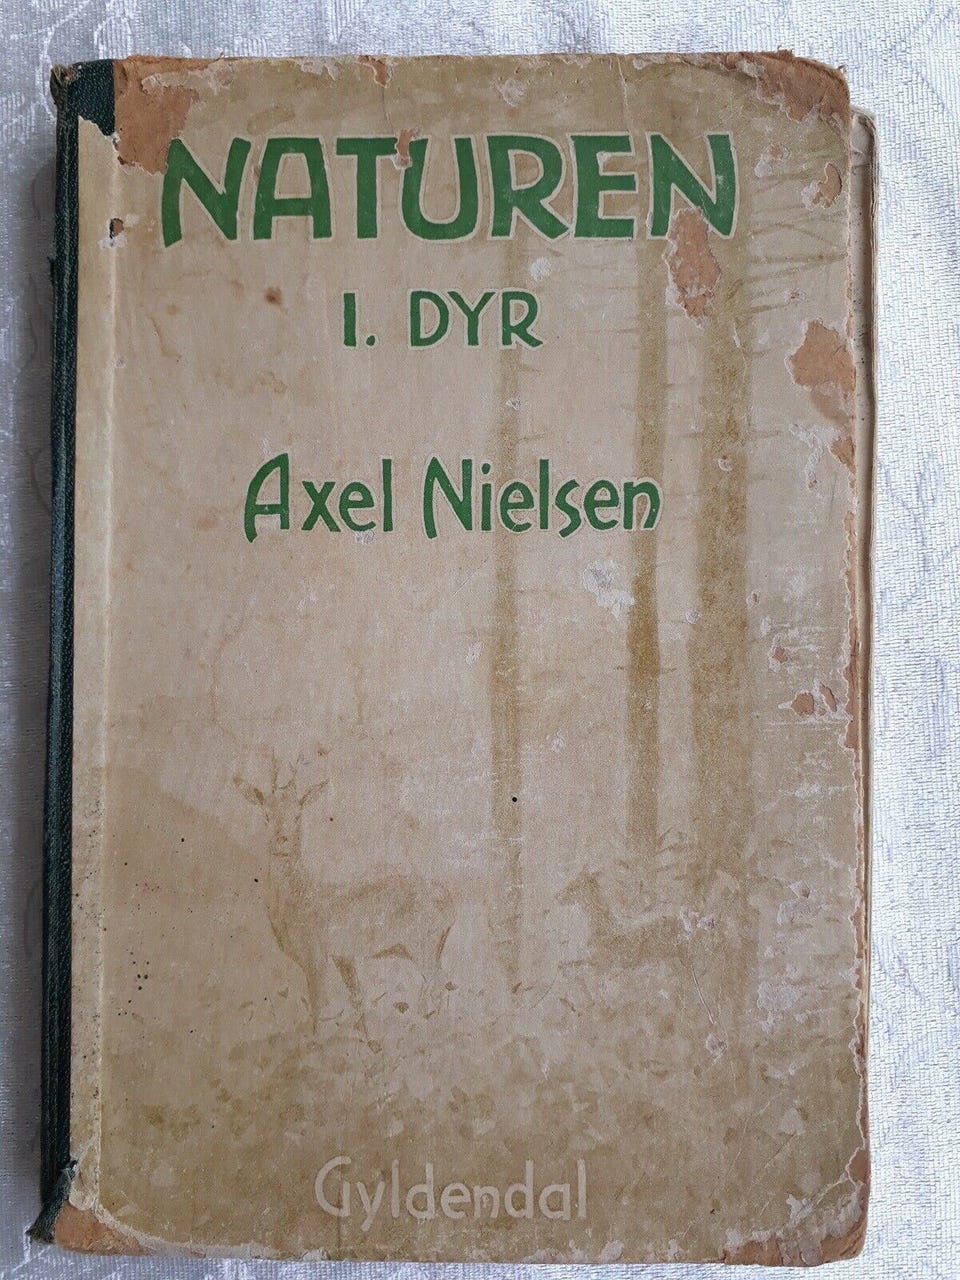 NATUREN
I. DYR
Axel Nielsen
Gyldendal